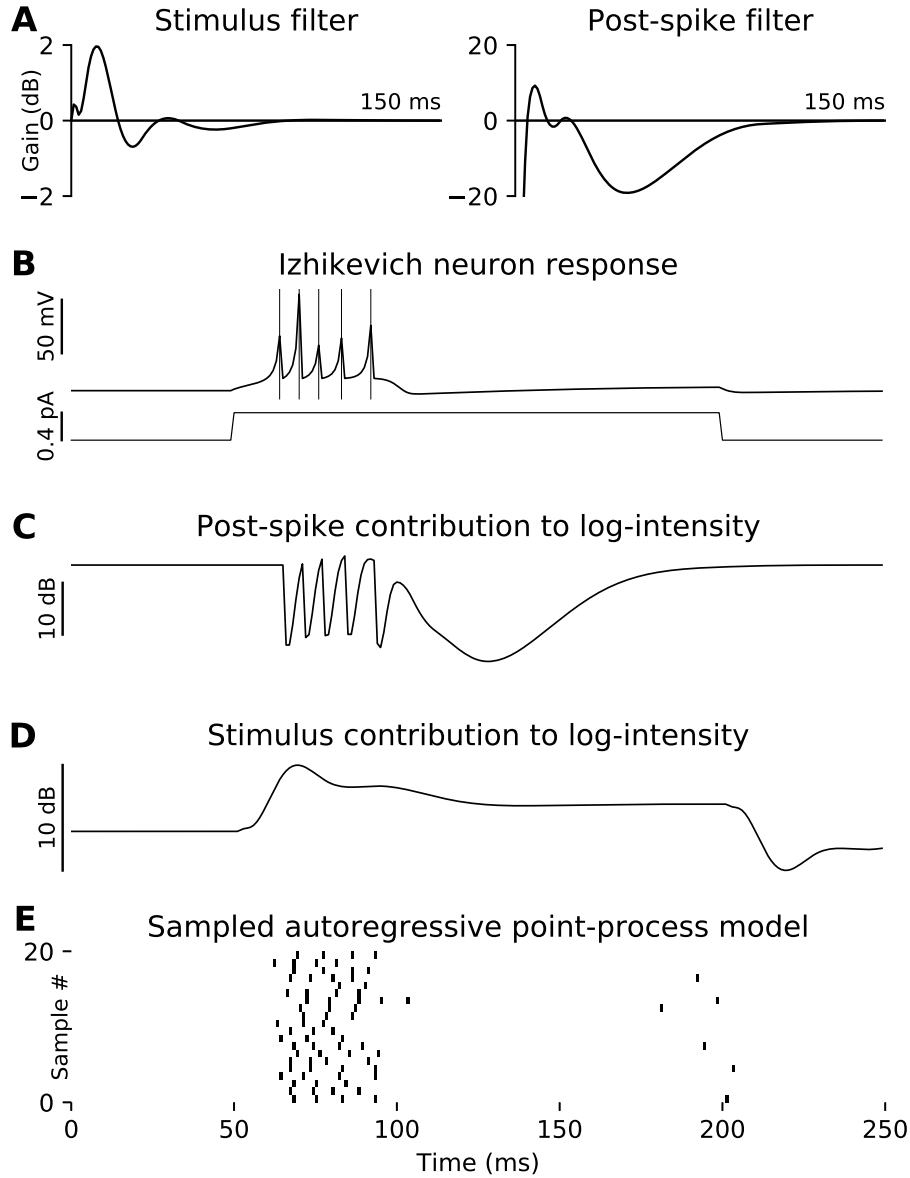 A
Stimulus filter
Post-spike filter
2
0
−2
Gain (dB)
150 ms
20
0
−20
150 ms
B
Izhikevich neuron response
50 mV
0.4 pA
C
Post-spike contribution to log-intensity
10 dB
D
Stimulus contribution to log-intensity
10 dB
E
Sampled autoregressive point-process model
20
0
Sample #
0 50 100 150 200 250
Time (ms)